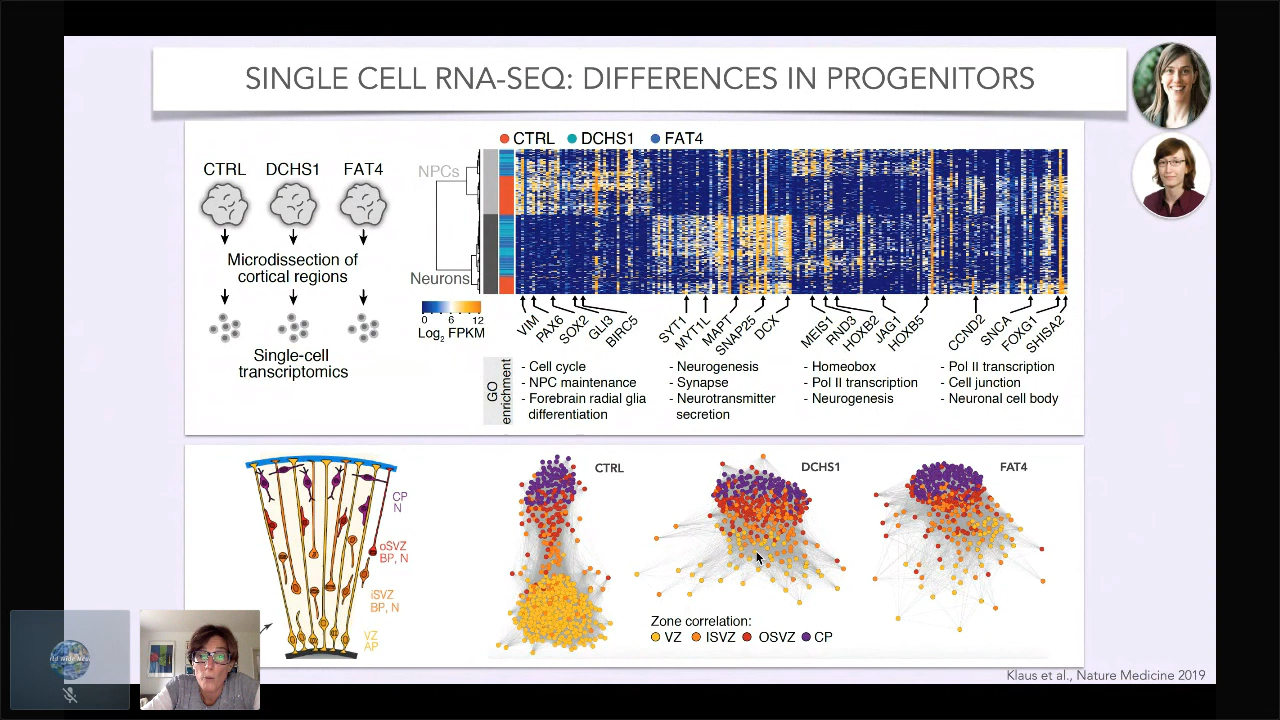 SINGLE CELL RNA-SEQ: DIFFERENCES IN PROGENITORS
CTRL DCHS1 FAT4
Microdissection of
cortical regions
Single-cell
transcriptomics
CTRL DCHS1 FAT4
NPCs
Neurons
0 6 12
Log2 FPKM
VIM PAX6 SOX2 GLI3 BIRC5 SYT1 MYT1L MAPT SNAP25 DCX MEIS1 RND3 HOXB2 JAG1 HOXB5 CCND2 SNCA FOXG1 SHISA2
GO
enrichment
- Cell cycle
- NPC maintenance
- Forebrain radial glia
differentiation
- Neurogenesis
- Synapse
- Neurotransmitter
secretion
- Homeobox
- Pol II transcription
- Neurogenesis
- Pol II transcription
- Cell junction
- Neuronal cell body
CP
N
oSVZ
BP, N
iSVZ
BP, N
VZ
AP
CTRL
DCHS1
FAT4
Zone correlation:
VZ ISVZ OSVZ CP
Klaus et al., Nature Medicine 2019